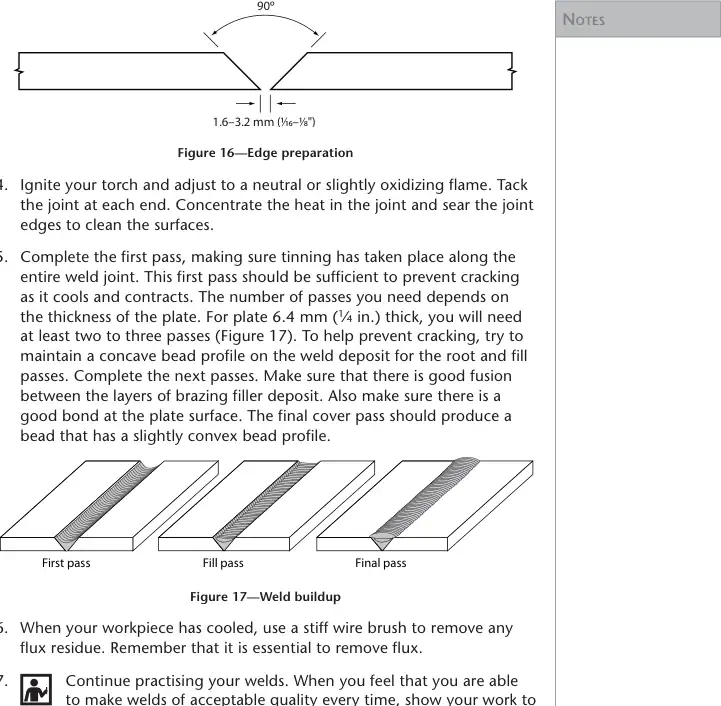 90º
NOTES
1.6–3.2 mm (1⁄16–1⁄8")
Figure 16—Edge preparation
4. Ignite your torch and adjust to a neutral or slightly oxidizing flame. Tack
the joint at each end. Concentrate the heat in the joint and sear the joint
edges to clean the surfaces.
5. Complete the first pass, making sure tinning has taken place along the
entire weld joint. This first pass should be sufficient to prevent cracking
as it cools and contracts. The number of passes you need depends on
the thickness of the plate. For plate 6.4 mm (1⁄4 in.) thick, you will need
at least two to three passes (Figure 17). To help prevent cracking, try to
maintain a concave bead profile on the weld deposit for the root and fill
passes. Complete the next passes. Make sure that there is good fusion
between the layers of brazing filler deposit. Also make sure there is a
good bond at the plate surface. The final cover pass should produce a
bead that has a slightly convex bead profile.
First pass
Fill pass
Final pass
Figure 17—Weld buildup
6. When your workpiece has cooled, use a stiff wire brush to remove any
flux residue. Remember that it is essential to remove flux.
7. Continue practising your welds. When you feel that you are able
to make welds of acceptable quality every time, show your work to